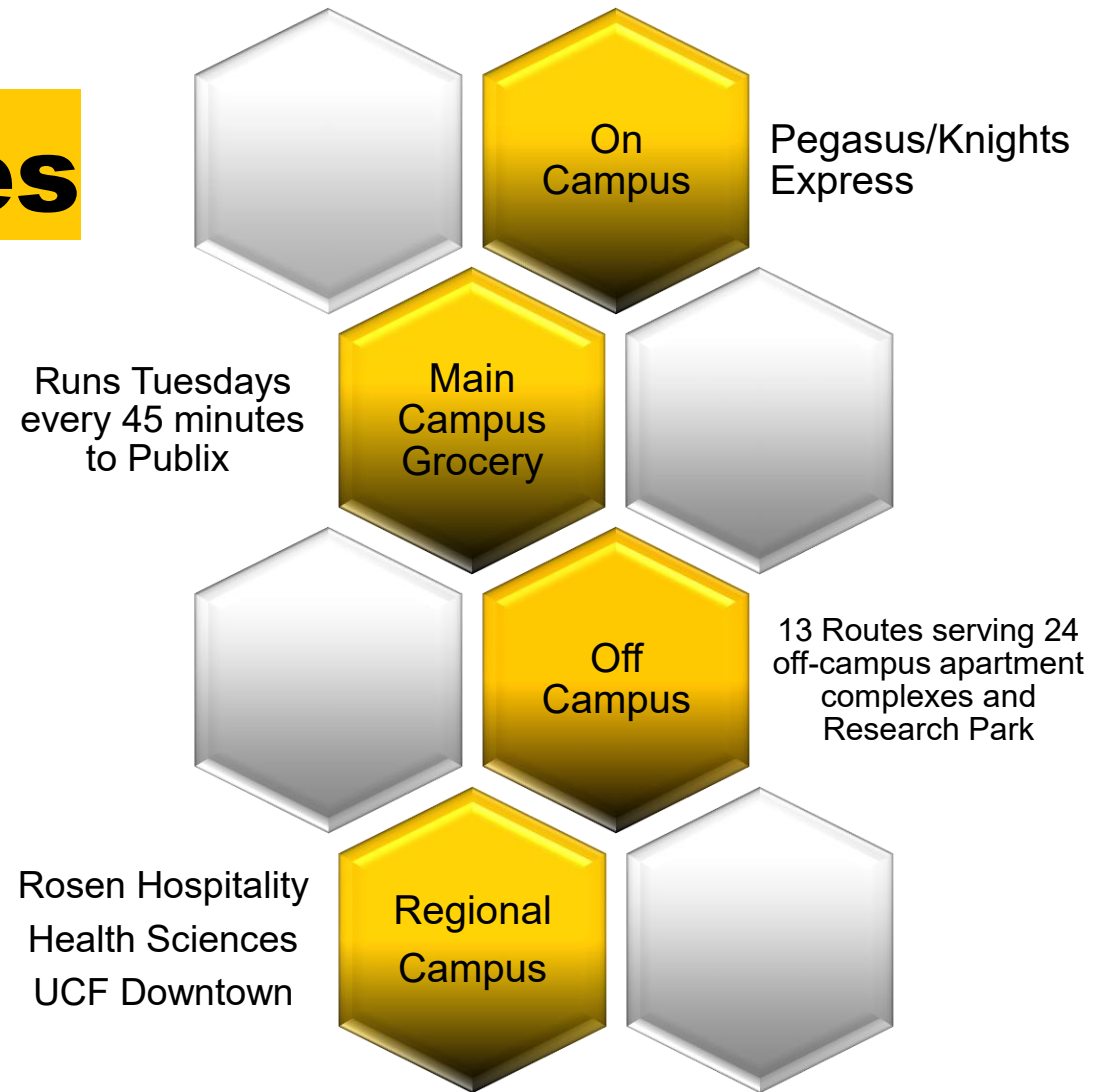 es
On
Campus
Pegasus/Knights
Express
Runs Tuesdays
every 45 minutes
to Publix
Main
Campus
Grocery
Off
Campus
13 Routes serving 24
off-campus apartment
complexes and
Research Park
Rosen Hospitality
Health Sciences
UCF Downtown
Regional
Campus